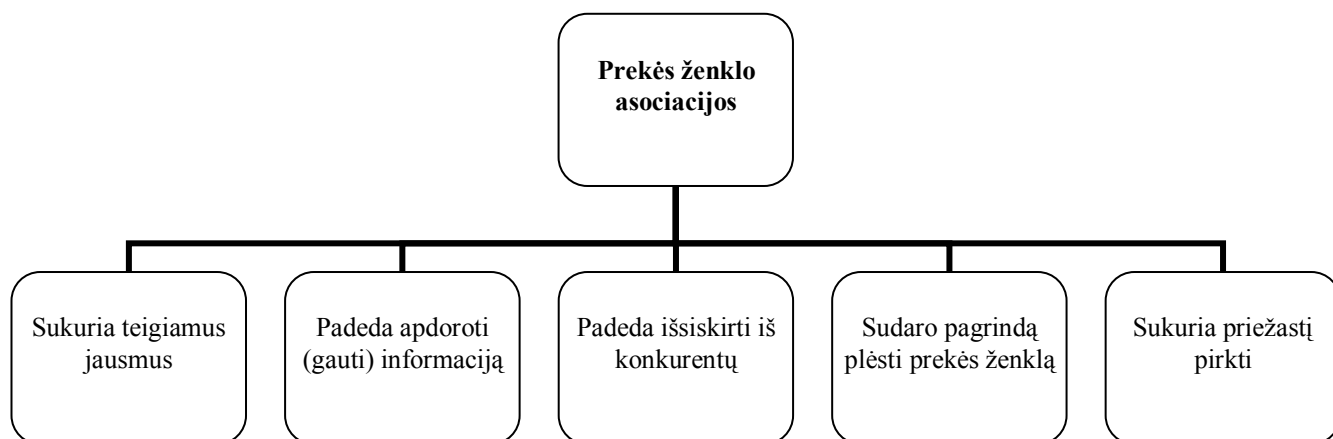 Prekės ženklo
asociacijos
Sukuria teigiamus
jausmus
Padeda apdoroti
(gauti) informaciją
Padeda išsiskirti iš
konkurentų
Sudaro pagrindą
plėsti prekės ženklą
Sukuria priežastį
pirkti